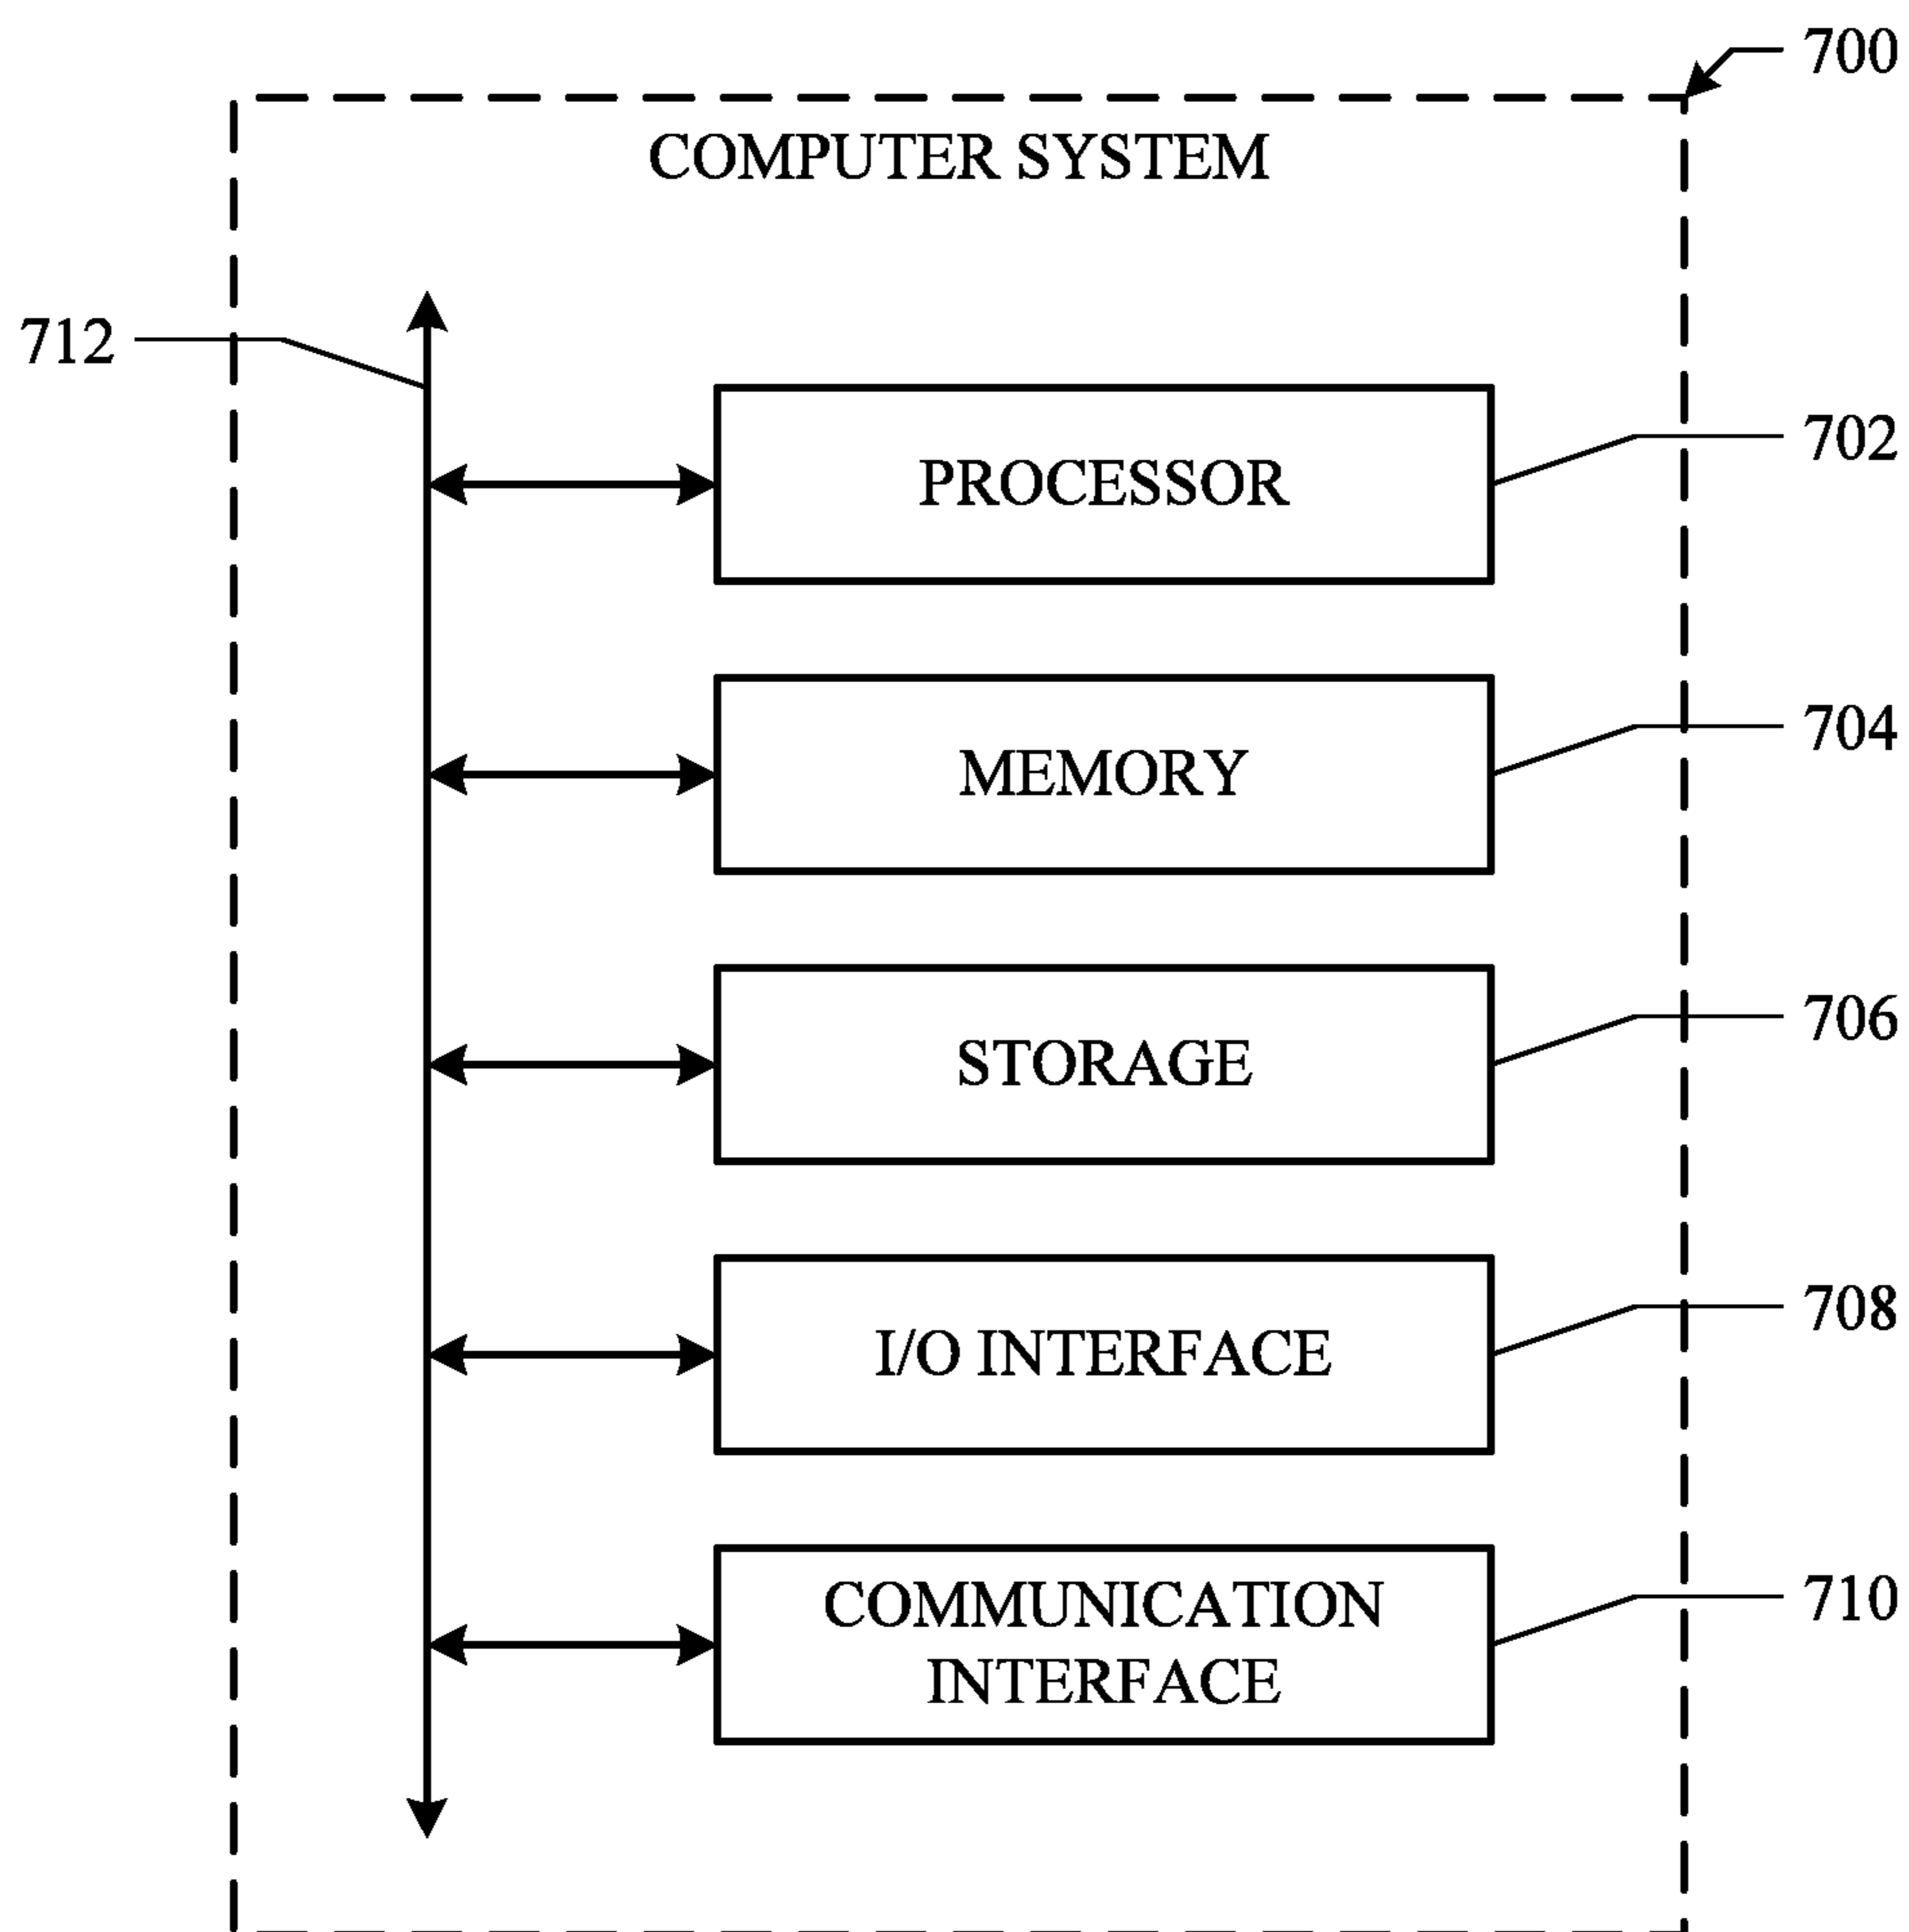 700
COMPUTER SYSTEM
712
PROCESSOR
702
MEMORY
704
STORAGE
706
I/O INTERFACE
708
COMMUNICATION
INTERFACE
710